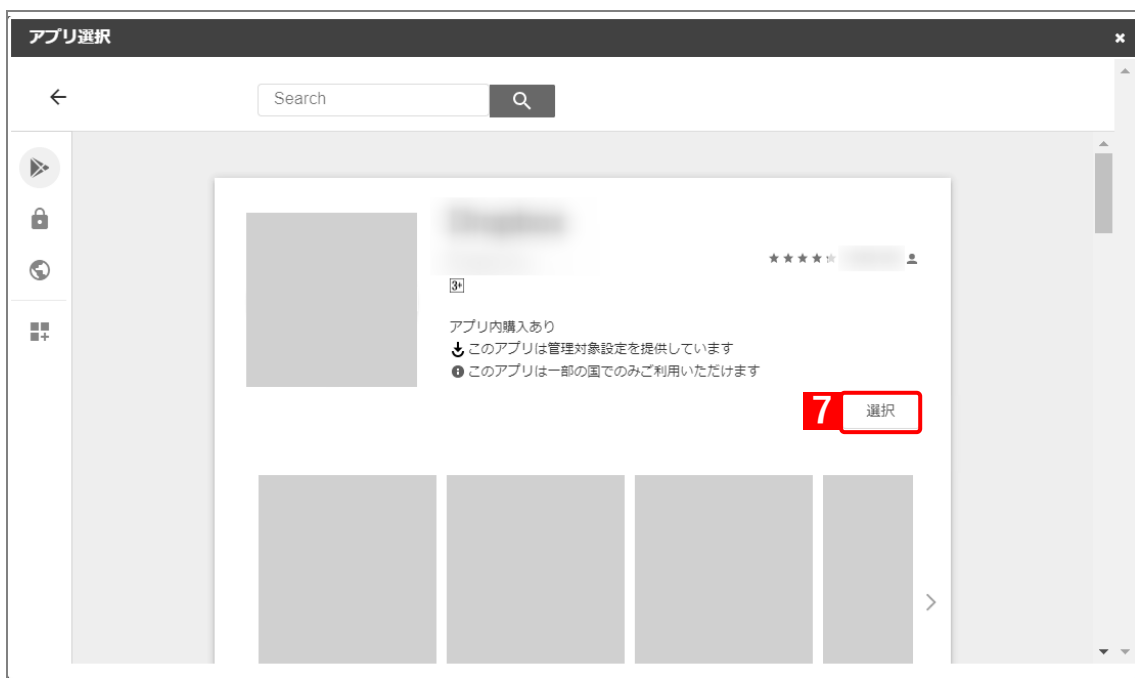 アプリ選択
Search
3+
アプリ内購入あり
このアプリは管理対象設定を提供しています
このアプリは一部の国でのみご利用いただけます
7 選択